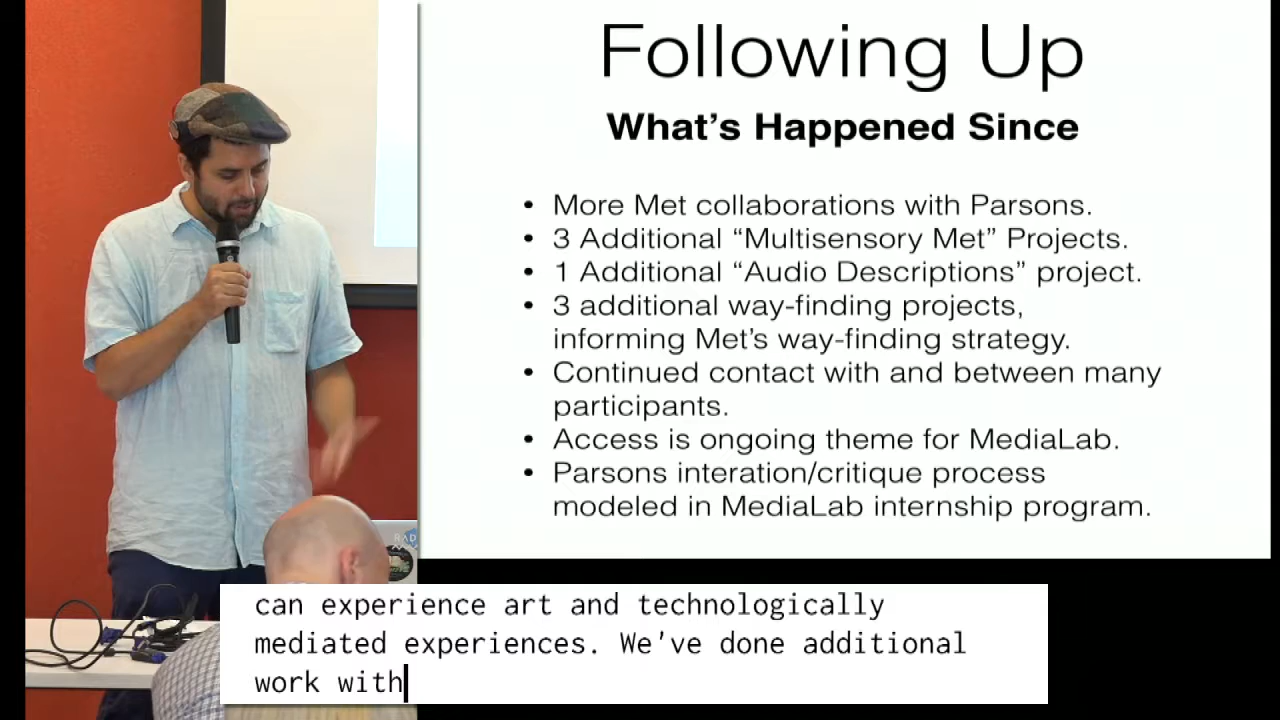 Following Up
What's Happened Since
• More Met collaborations with Parsons.
• 3 Additional “Multisensory Met” Projects.
• 1 Additional “Audio Descriptions” project.
• 3 additional way-finding projects,
informing Met's way-finding strategy.
• Continued contact with and between many
participants.
• Access is ongoing theme for MediaLab.
• Parsons interation/critique process
modeled in MediaLab internship program.
RAD
can experience art and technologically
mediated experiences. We've done additional
work with